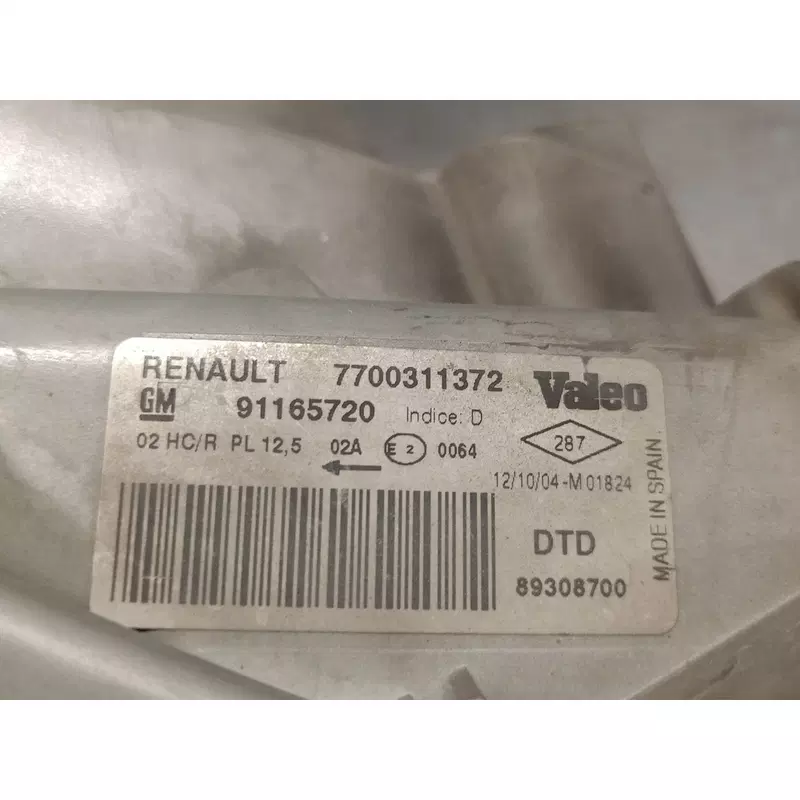 RENAULT 7700311372 Valeo
GM 91165720 Indice: D
02 HC/R PL 12,5 02A E 2 0064 287
12/10/04-M 01824
DTD
89308700
MADE IN SPAIN